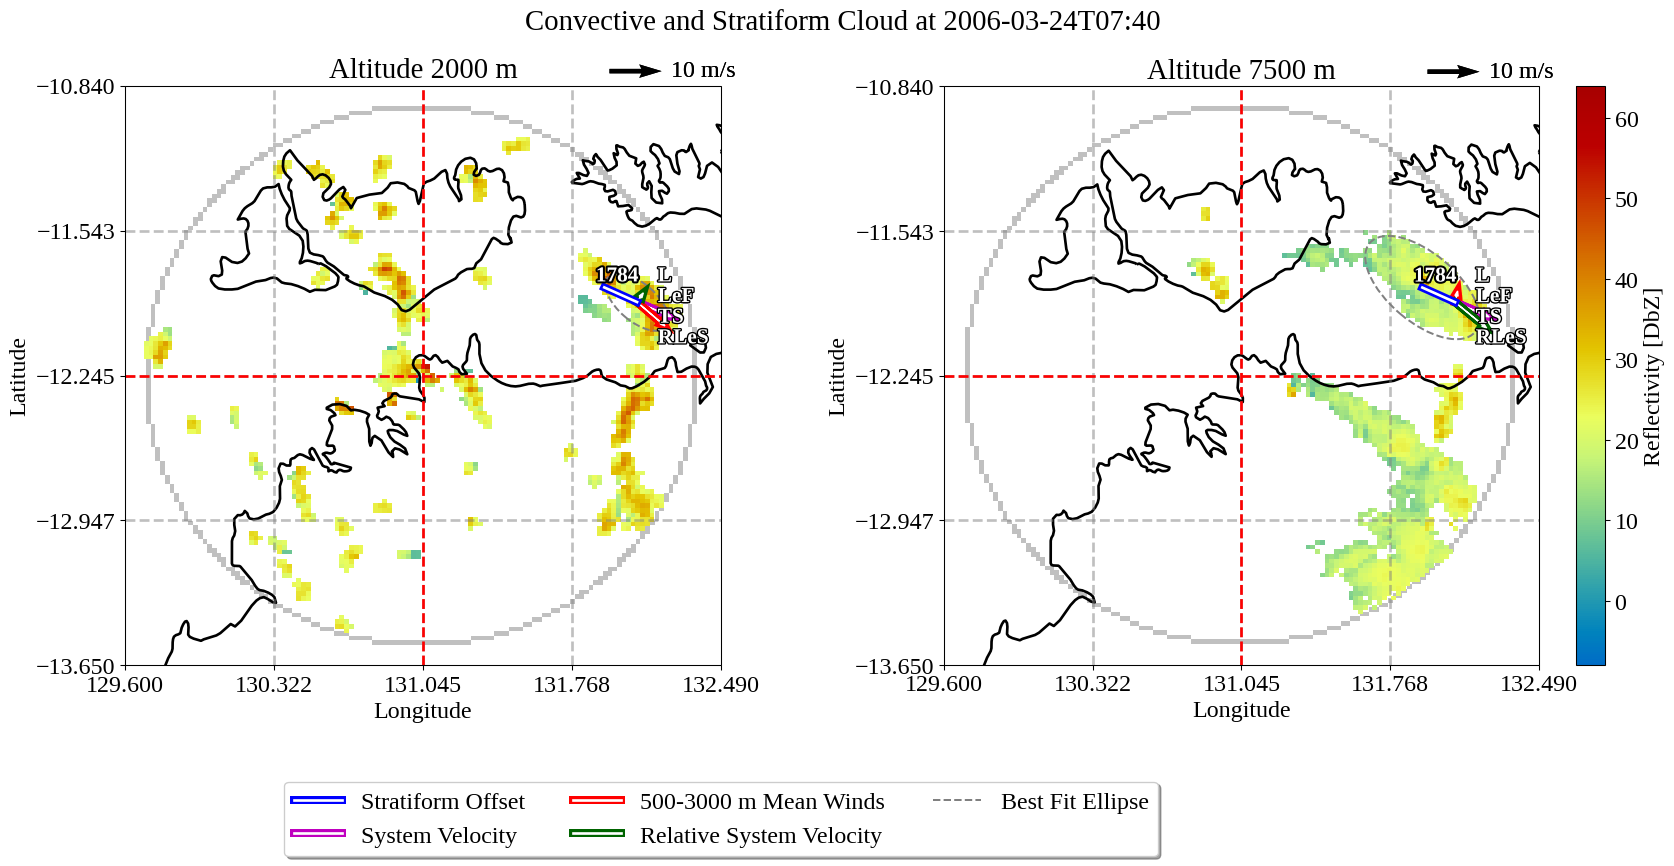 Convective and Stratiform Cloud at 2006-03-24T07:40
Altitude 2000 m
10 m/s
−10.840
−11.543
−12.245
−12.947
−13.650
Latitude
129.600
130.322
131.045
131.768
132.490
Longitude
1784
L
LeF
TS
RLeS
Altitude 7500 m
10 m/s
−10.840
−11.543
−12.245
−12.947
−13.650
Latitude
129.600
130.322
131.045
131.768
132.490
Longitude
1784
L
LeF
TS
RLeS
60
50
40
30
20
10
0
Reflectivity [DbZ]
Stratiform Offset
500-3000 m Mean Winds
Best Fit Ellipse
System Velocity
Relative System Velocity